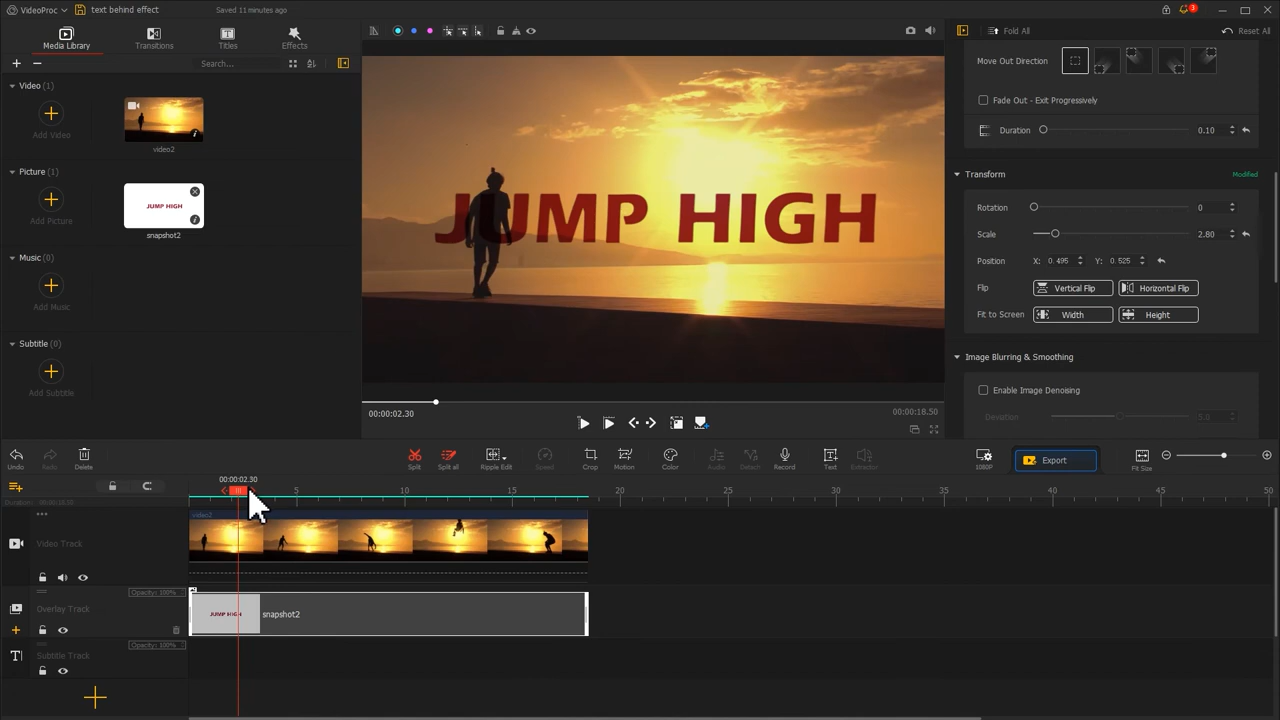 VideoProc
text behind effect
Saved 11 minutes ago
3
Media Library
Transitions
Titles
Effects
Search...
Fold All
Reset All
Video (1)
Add Video
video2
Picture (1)
Add Picture
JUMP HIGH
snapshot2
Music (0)
Add Music
Subtitle (0)
Add Subtitle
JUMP HIGH
00:00:02.30
00:00:18.50
Move Out Direction
Fade Out - Exit Progressively
Duration
0.10
Transform
Modified
Rotation
0
Scale
2.80
Position
X: 0.495
Y: 0.525
Flip
Vertical Flip
Horizontal Flip
Fit to Screen
Width
Height
Image Blurring & Smoothing
Enable Image Denoising
Deviation
5.0
Undo
Redo
Delete
Split
Split all
Ripple Edit
Speed
Crop
Motion
Color
Audio
Detach
Record
Text
Extraction
1080P
Export
Fit Size
00:00:02.30
5
10
15
20
25
30
35
40
45
50
video2
Video Track
Opacity: 100%
Overlay Track
JUMP HIGH
snapshot2
Opacity: 100%
Subtitle Track